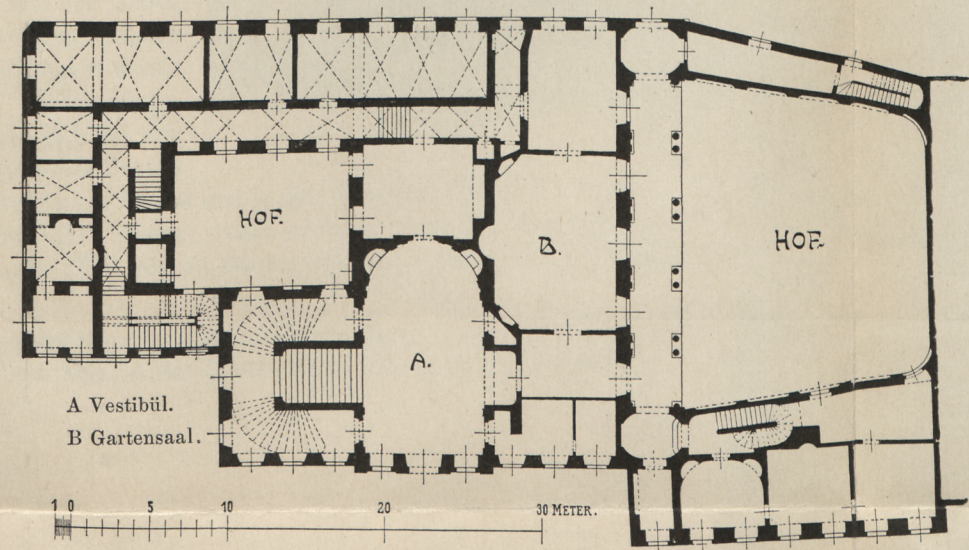 HOF.
HOF.
B.
A.
A Vestibül.
B Gartensaal.
1 0 5 10 20 30 METER.